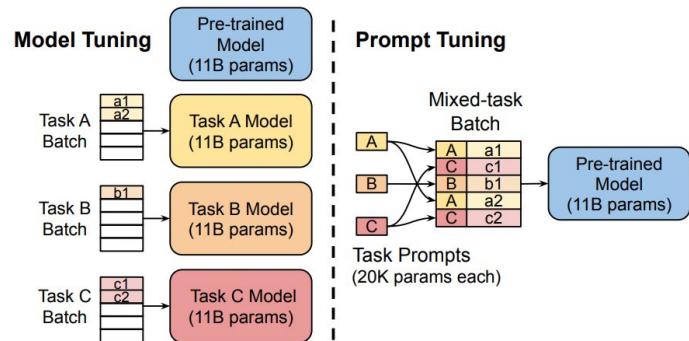 Model Tuning
Pre-trained
Model
(11B params)
Task A
Batch
a1
a2
Task A Model
(11B params)
Task B
Batch
b1
Task B Model
(11B params)
Task C
Batch
c1
c2
Task C Model
(11B params)
Prompt Tuning
Mixed-task
Batch
A
B
C
A a1
C c1
B b1
A a2
C c2
Task Prompts
(20K params each)
Pre-trained
Model
(11B params)